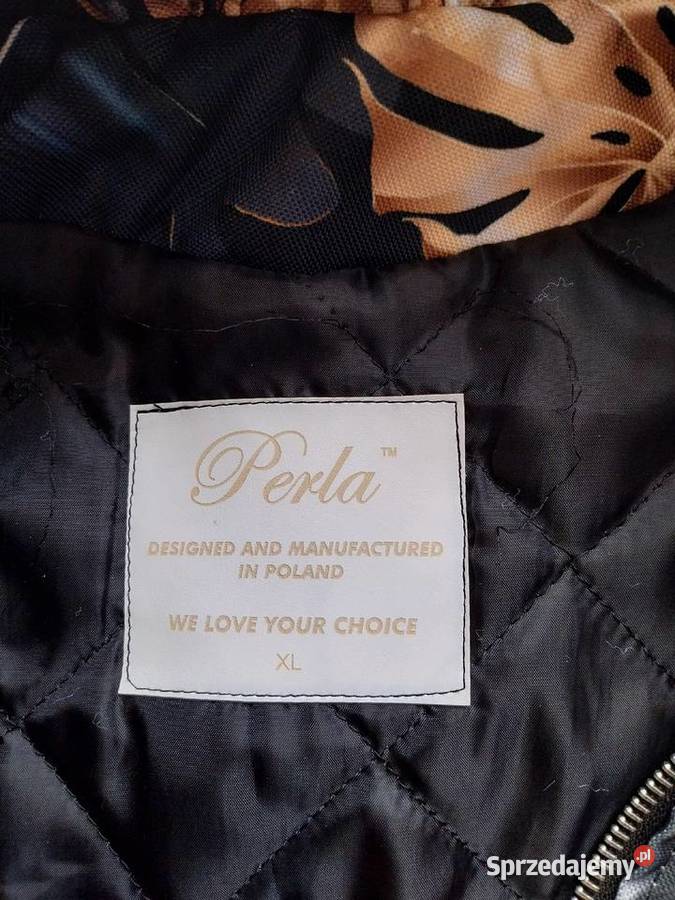 Perla™
DESIGNED AND MANUFACTURED
IN POLAND
WE LOVE YOUR CHOICE
XL
Sprzedajemy.pl